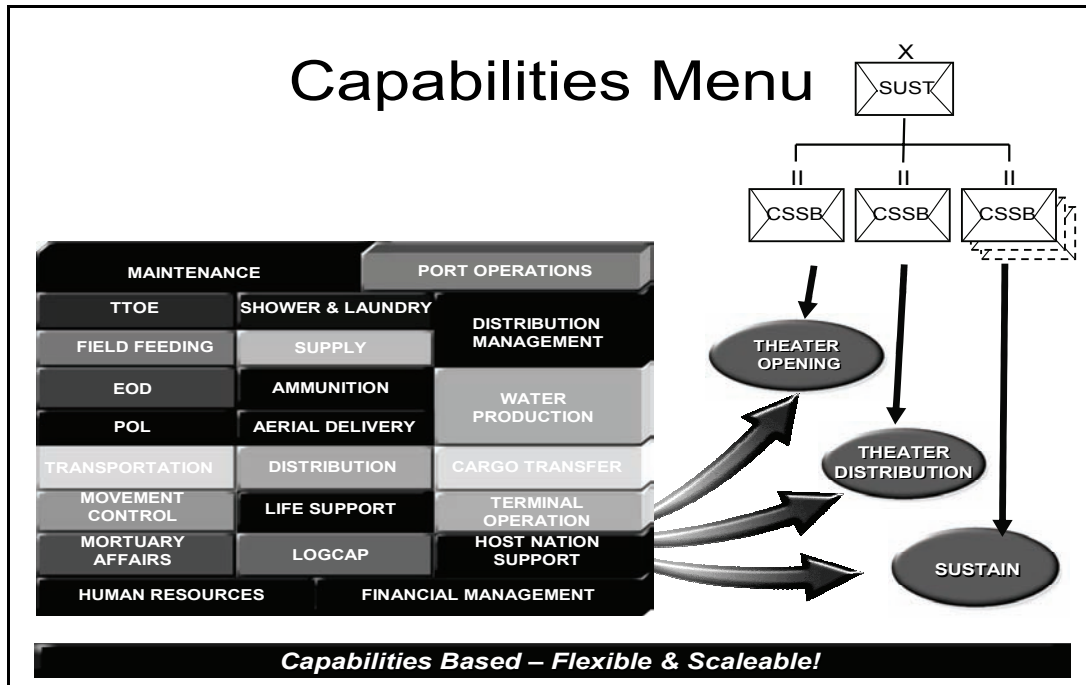 Capabilities Menu
X
SUST
II II II
CSSB CSSB CSSB
MAINTENANCE PORT OPERATIONS
TTOE SHOWER & LAUNDRY DISTRIBUTION
MANAGEMENT
FIELD FEEDING SUPPLY
EOD AMMUNITION WATER
PRODUCTION
POL AERIAL DELIVERY
TRANSPORTATION DISTRIBUTION CARGO TRANSFER
MOVEMENT
CONTROL LIFE SUPPORT TERMINAL
OPERATION
MORTUARY
AFFAIRS LOGCAP HOST NATION
SUPPORT
HUMAN RESOURCES FINANCIAL MANAGEMENT
THEATER
OPENING
THEATER
DISTRIBUTION
SUSTAIN
Capabilities Based – Flexible & Scaleable!